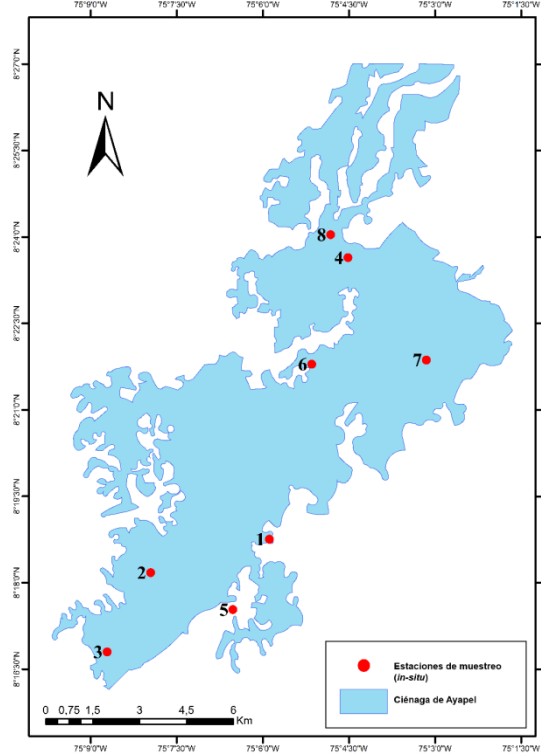 75°9'0"W 75°7'30"W 75°6'0"W 75°4'30"W 75°3'0"W 75°1'30"W
8°27'0"N
N
8°25'30"N
8°24'0"N
8
4
8°22'30"N
6
7
8°21'0"N
8°19'30"N
1
2
8°18'0"N
5
3
8°16'30"N
Estaciones de muestreo
(in-situ)
Ciénaga de Ayapel
0 0,75 1,5 3 4,5 6
Km
75°9'0"W 75°7'30"W 75°6'0"W 75°4'30"W 75°3'0"W 75°1'30"W